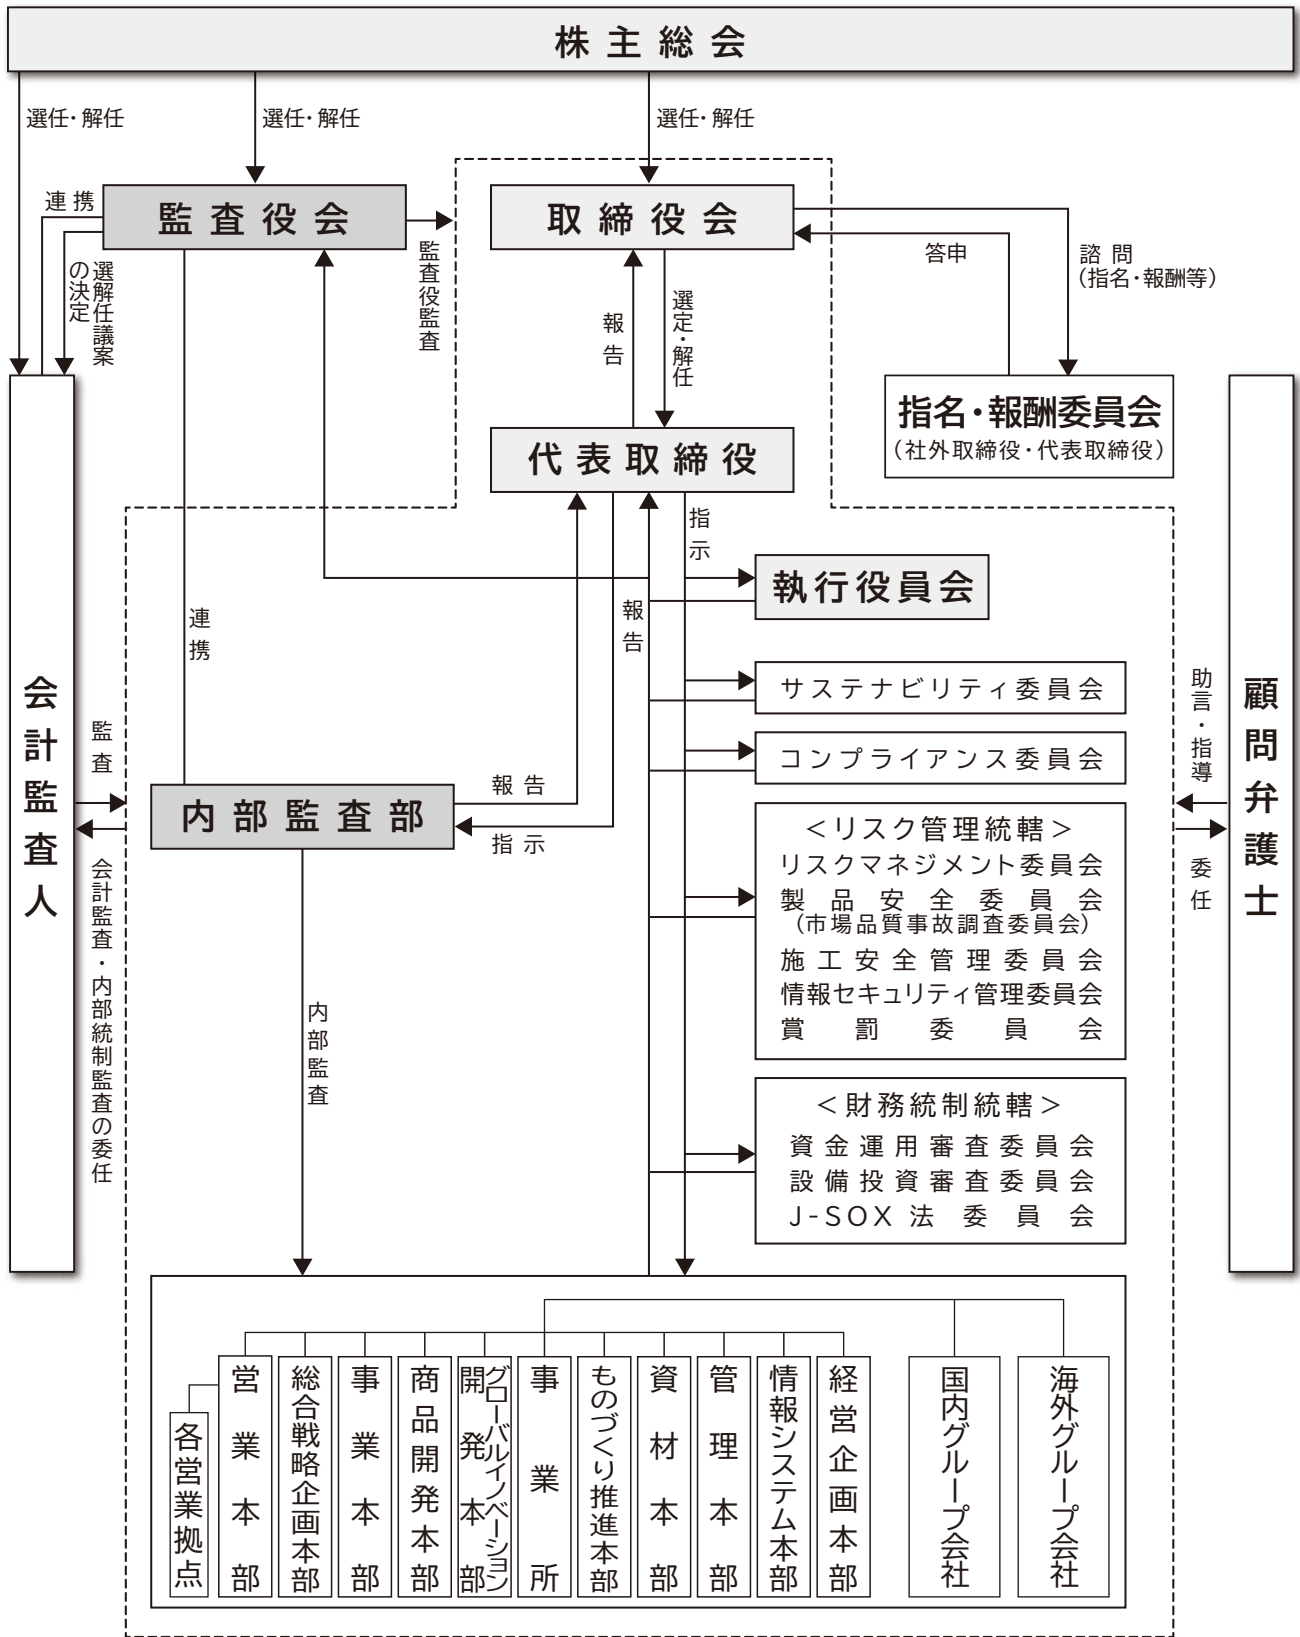 株主総会
選任・解任
選任・解任
選任・解任
連携
監査役会
取締役会
選解任議案
の決定
監査役監査
答申
諮問
(指名・報酬等)
報告
選定・解任
指名・報酬委員会
(社外取締役・代表取締役)
代表取締役
指示
執行役員会
報告
連携
サステナビリティ委員会
コンプライアンス委員会
会計監査人
監査
会計監査・内部統制監査の委任
内部監査部
報告
指示
内部監査
<リスク管理統轄>
リスクマネジメント委員会
製品安全委員会
(市場品質事故調査委員会)
施工安全管理委員会
情報セキュリティ管理委員会
賞罰委員会
<財務統制統轄>
資金運用審査委員会
設備投資審査委員会
J-SOX法委員会
助言・指導
委任
顧問弁護士
各営業拠点
営業本部
総合戦略企画本部
事業本部
商品開発本部
グローバルイノベーション
開発本部
事業所
ものづくり推進本部
資材本部
管理本部
情報システム本部
経営企画本部
国内グループ会社
海外グループ会社